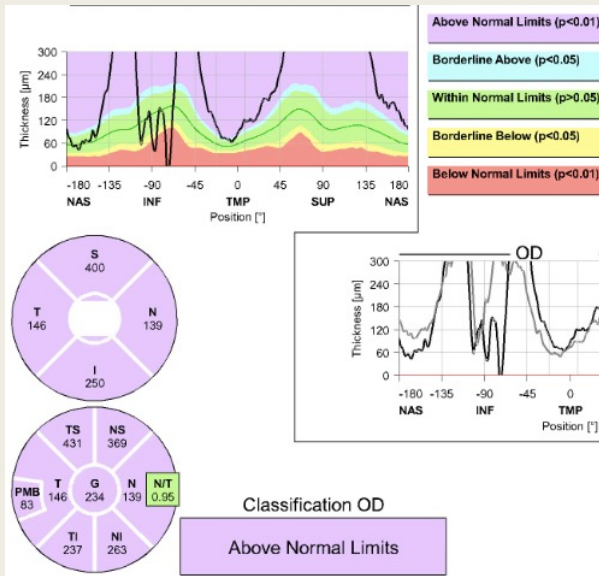 Thickness [µm]
300
240
180
120
60
0
-180 -135 -90 -45 0 45 90 135 180
NAS INF TMP SUP NAS
Position [°]
Above Normal Limits (p<0.01)
Borderline Above (p<0.05)
Within Normal Limits (p>0.05)
Borderline Below (p<0.05)
Below Normal Limits (p<0.01)
S
400
T
146
N
139
I
250
OD
Thickness [µm]
300
240
180
120
60
0
-180 -135 -90 -45 0
NAS INF TMP
Position [°]
TS
431
NS
369
PMB
83
T
146
G
234
N
139
N/T
0.95
TI
237
NI
263
Classification OD
Above Normal Limits